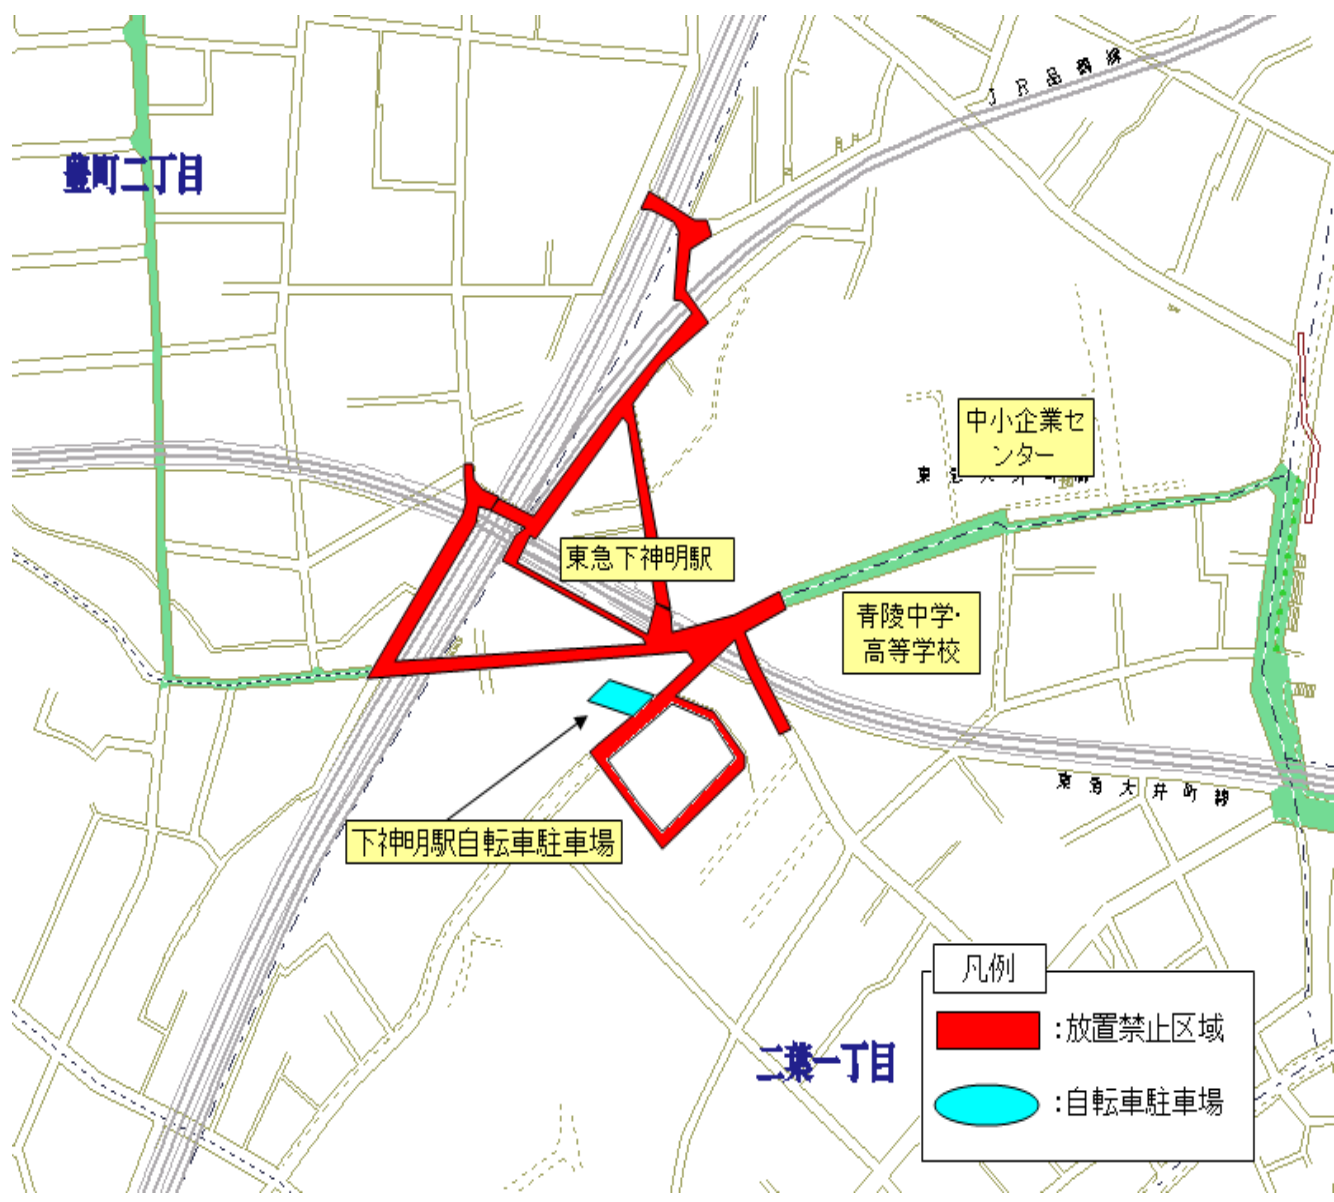 JR品鶴線
豊町二丁目
中小企業セ
ンター
東急下神明駅
青陵中学・
高等学校
東急大井町線
下神明駅自転車駐車場
凡例
:放置禁止区域
:自転車駐車場
二葉一丁目